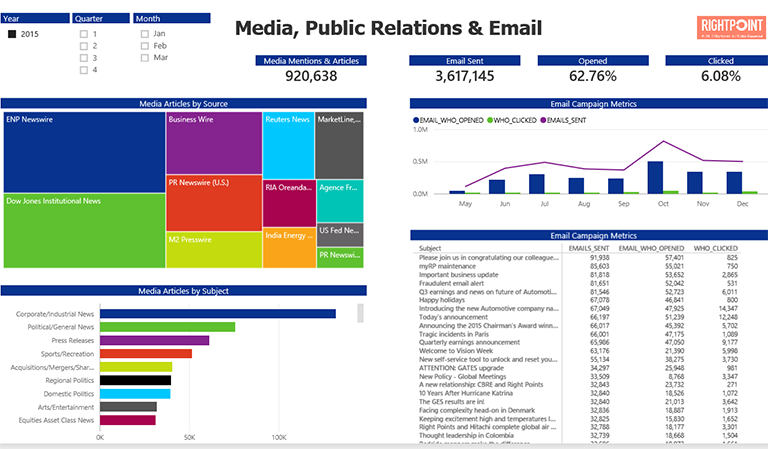 Year
2015
Quarter
1
2
3
4
Month
Jan
Feb
Mar
Media, Public Relations & Email
RIGHTPOINT
Media Mentions & Articles
920,638
Email Sent
3,617,145
Opened
62.76%
Clicked
6.08%
Media Articles by Source
ENP Newswire
Dow Jones Institutional News
Business Wire
PR Newswire (U.S.)
M2 Presswire
Reuters News
RIA Oreanda...
India Energy ...
MarketLine,...
Agence Fr...
US Fed Ne...
PR Newswi...
Email Campaign Metrics
EMAIL_WHO_OPENED WHO_CLICKED EMAILS_SENT
1.0M
0.5M
0.0M
May Jun Jul Aug Sep Oct Nov Dec
Media Articles by Subject
Corporate/Industrial News
Political/General News
Press Releases
Sports/Recreation
Acquisitions/Mergers/Shar...
Regional Politics
Domestic Politics
Arts/Entertainment
Equities Asset Class News
0K 50K 100K
Email Campaign Metrics
Subject EMAILS_SENT EMAIL_WHO_OPENED WHO_CLICKED
Please join us in congratulating our colleague... 91,938 57,401 825
myRP maintenance 85,603 55,021 750
Important business update 81,818 53,652 2,865
Fraudulent email alert 81,651 52,042 531
Q3 earnings and news on future of Automoti... 81,546 52,723 6,011
Happy holidays 67,078 46,841 800
Introducing the new Automotive company na... 67,049 47,925 14,347
Today's announcement 66,197 51,239 12,248
Announcing the 2015 Chairman's Award winn... 66,017 45,392 5,702
Tragic incidents in Paris 66,001 47,175 1,089
Quarterly earnings announcement 65,986 47,050 9,177
Welcome to Vision Week 63,176 21,390 5,998
New self-service tool to unlock and reset you... 55,134 38,275 3,730
ATTENTION: GATES upgrade 34,297 25,948 981
New Policy - Global Meetings 33,509 8,768 3,347
A new relationship: CBRE and Right Points 32,843 23,732 271
10 Years After Hurricane Katrina 32,840 18,526 1,072
The GES results are in! 32,840 21,013 3,642
Facing complexity head-on in Denmark 32,836 18,887 1,913
Keeping excitement high and temperatures l... 32,825 15,830 1,652
Right Points and Hitachi complete global air ... 32,788 18,177 3,301
Thought leadership in Colombia 32,739 18,668 1,504